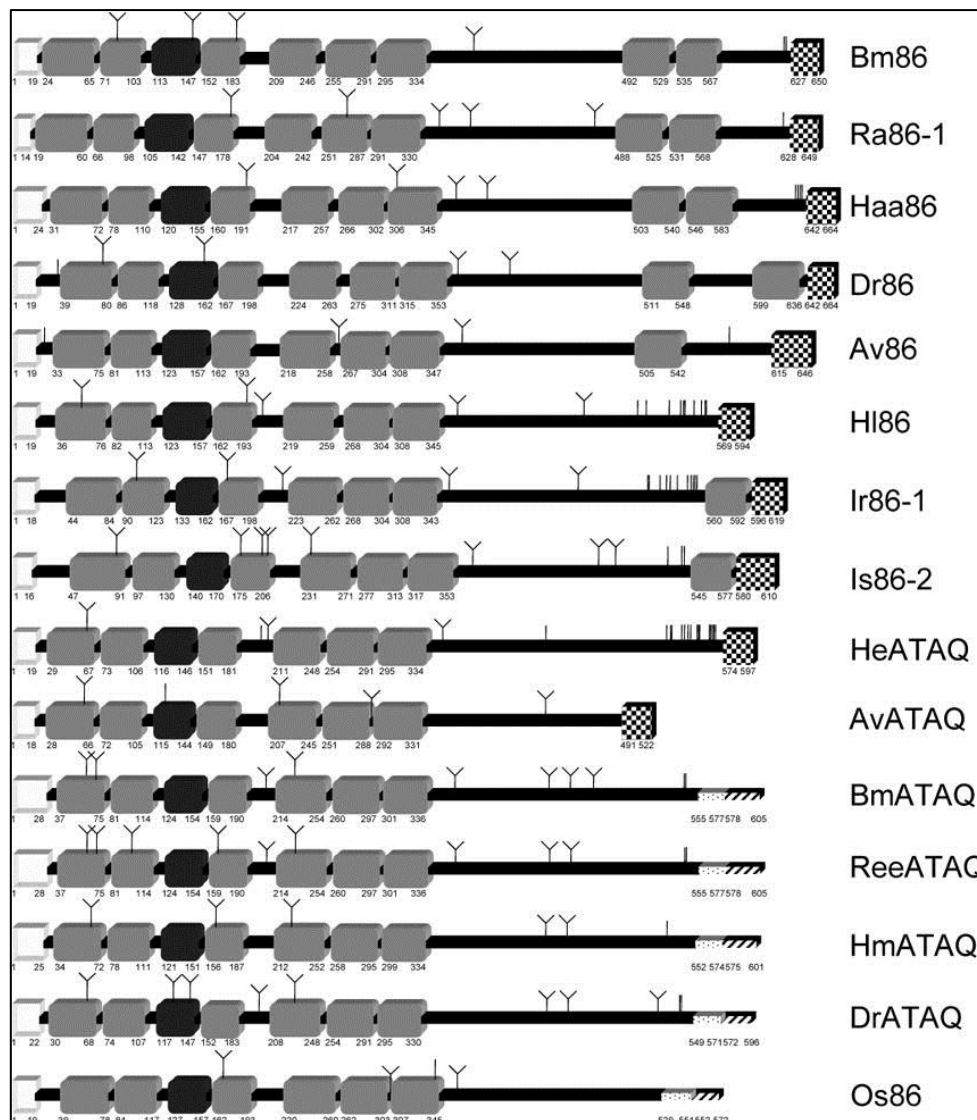 Bm86
1 19 24 65 71 103 113 147 152 183 209 246 255 291 295 334 492 529 535 567 627 650
Ra86-1
1 14 19 60 66 98 105 142 147 178 204 242 251 287 291 330 488 525 531 568 628 649
Haa86
1 24 31 72 78 110 120 155 160 191 217 257 266 302 306 345 503 540 546 583 642 664
Dr86
1 19 39 80 86 118 128 162 167 198 224 263 275 311 315 353 511 548 599 636 642 664
Av86
1 19 33 75 81 113 123 157 162 193 218 258 267 304 308 347 505 542 615 646
Hl86
1 19 36 76 82 113 123 157 162 193 219 259 268 304 308 345 569 594
Ir86-1
1 18 44 84 90 123 133 162 167 198 223 262 268 304 308 343 560 592 596 619
Is86-2
1 16 47 91 97 130 140 170 175 206 231 271 277 313 317 353 545 577 580 610
HeATAQ
1 19 29 67 73 106 116 146 151 181 211 248 254 291 295 334 574 597
AvATAQ
1 18 28 66 72 105 115 144 149 180 207 245 251 288 292 331 491 522
BmATAQ
1 28 37 75 81 114 124 154 159 190 214 254 260 297 301 336 555 577 578 605
ReeATAQ
1 28 37 75 81 114 124 154 159 190 214 254 260 297 301 336 555 577 578 605
HmATAQ
1 25 34 72 78 111 121 151 156 187 212 252 258 295 299 334 552 574 575 601
DrATAQ
1 22 30 68 74 107 117 147 152 183 208 248 254 291 295 330 549 571 572 596
Os86